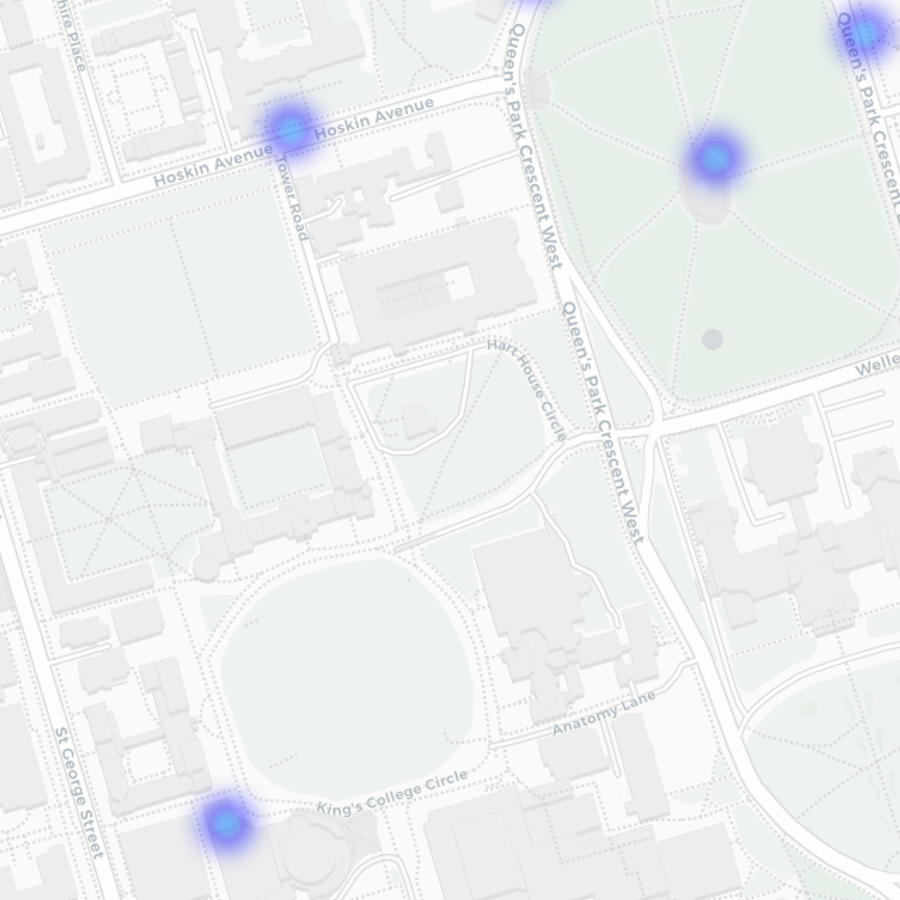 Queen's Park Crescent West
Queen's Park Crescent
Place
Hoskin Avenue
Hoskin Avenue
Tower Road
Queen's Park Crescent West
Hart House Circle
Anatomy Lane
King's College Circle
St George Street